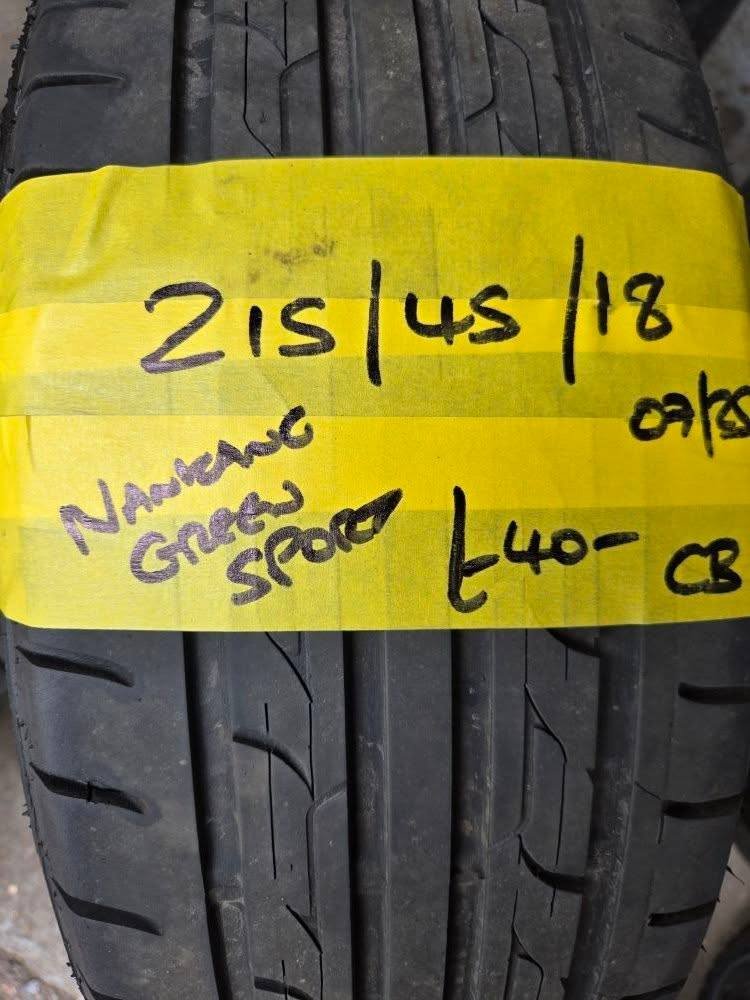 215/45/18
07/25
NANKANG
GREEN
SPORT
£40-
CB